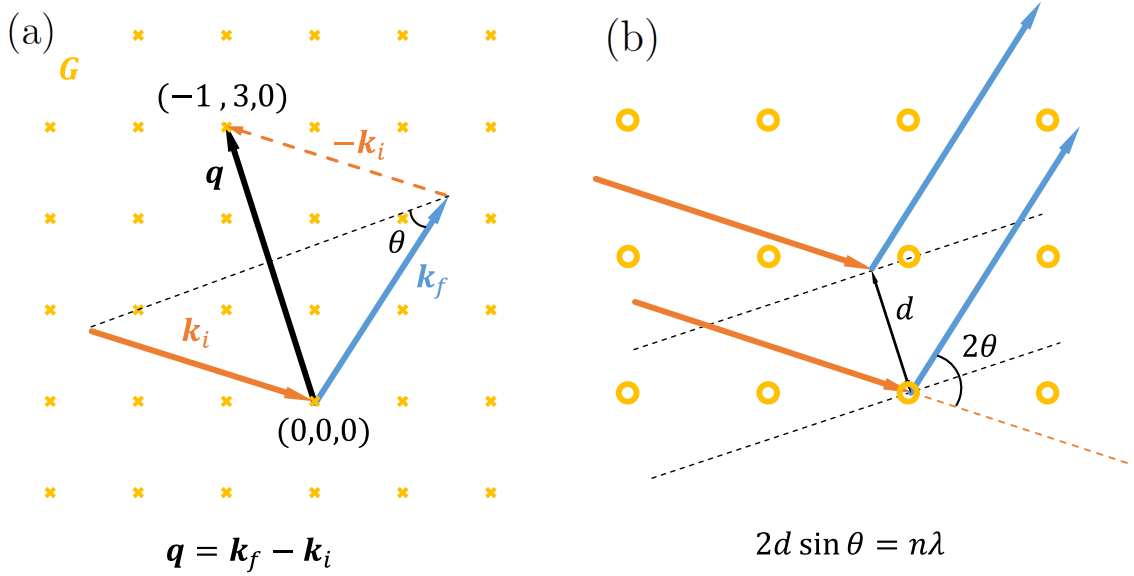 (a)
G
(−1 , 3,0)
−k_i
q
θ
k_f
k_i
(0,0,0)
q = k_f − k_i
(b)
d
2θ
2d sin θ = nλ